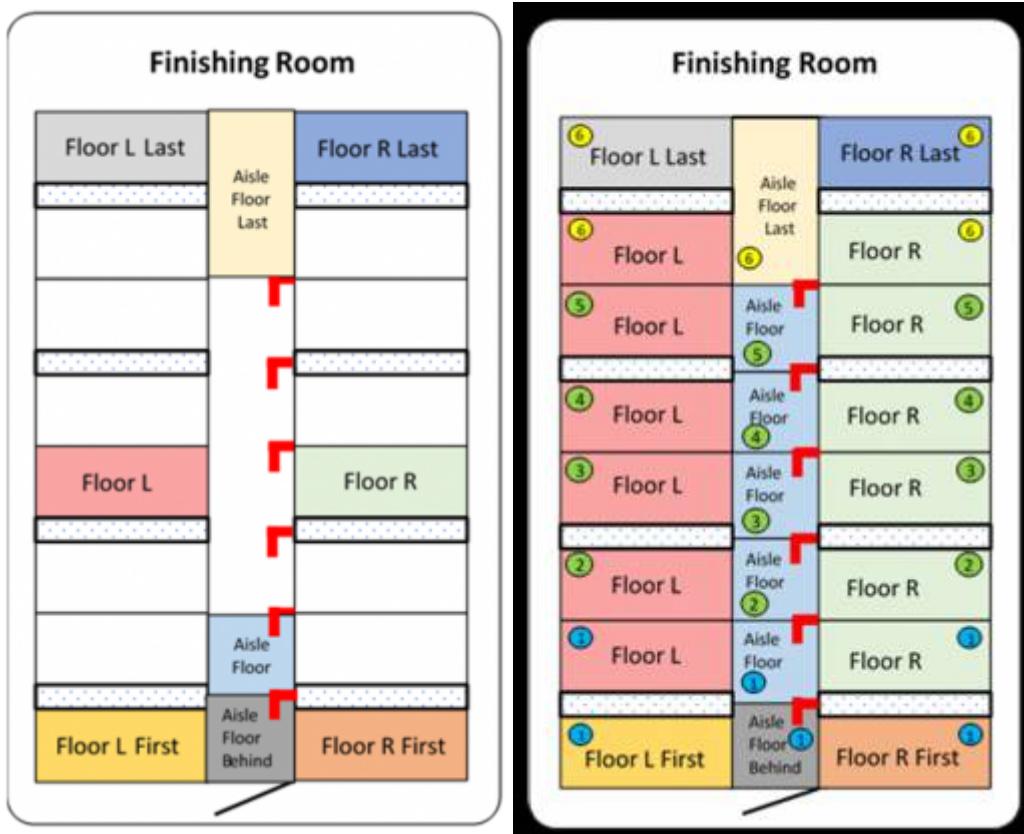 Finishing Room
Floor L Last
Aisle
Floor
Last
Floor R Last
Floor L
Floor R
Aisle
Floor
Floor L First
Aisle
Floor
Behind
Floor R First
Finishing Room
6
Floor L Last
Aisle
Floor
Last
6
Floor R Last
6
6
Floor L
6
Floor R
5
Floor L
Aisle
Floor
5
5
Floor R
4
Floor L
Aisle
Floor
4
4
Floor R
3
Floor L
Aisle
Floor
3
3
Floor R
2
Floor L
Aisle
Floor
2
2
Floor R
1
Floor L
Aisle
Floor
1
1
Floor R
1
Floor L First
Aisle
Floor
Behind
1
1
Floor R First